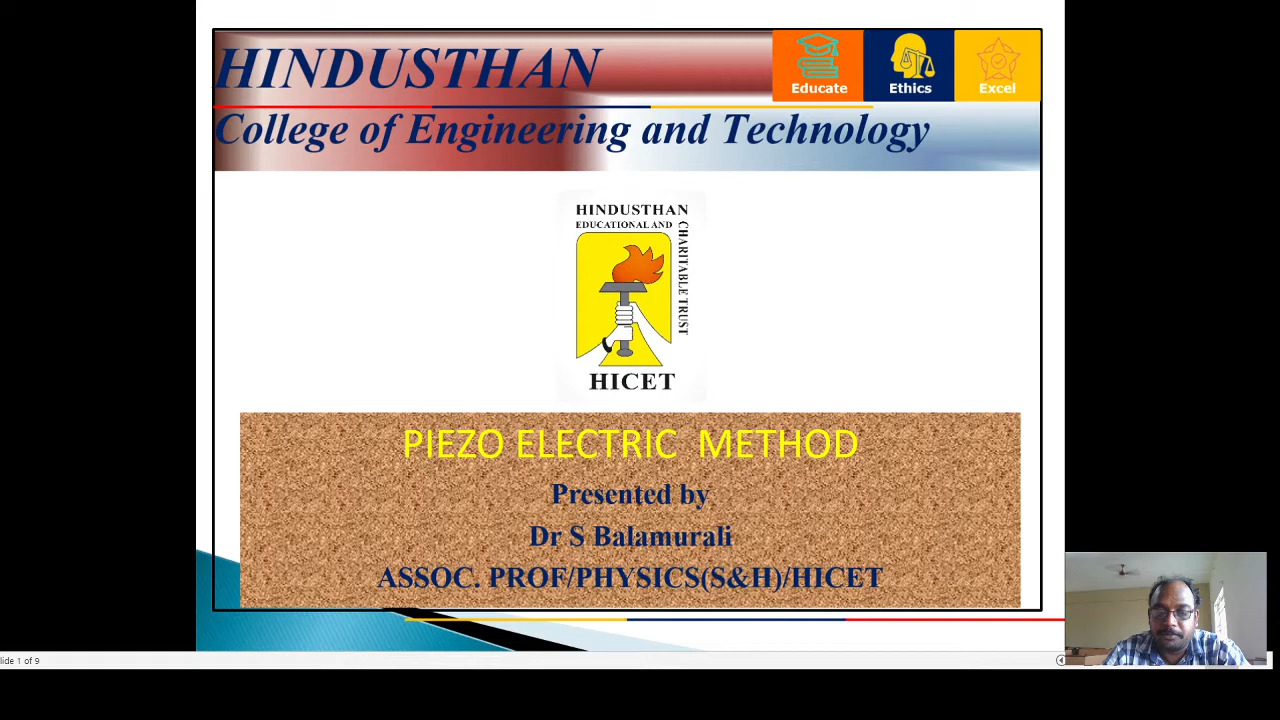 HINDUSTHAN
Educate
Ethics
Excel
College of Engineering and Technology
HINDUSTHAN
EDUCATIONAL AND
CHARITABLE TRUST
HICET
PIEZO ELECTRIC METHOD
Presented by
Dr S Balamurali
ASSOC. PROF/PHYSICS(S&H)/HICET
lide 1 of 9